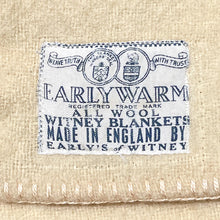 WEAVE TRUTH WITH TRUST
EARLYWARM
REGISTERED TRADE MARK
ALL WOOL
WITNEY BLANKETS
MADE IN ENGLAND BY
EARLY'S OF WITNEY